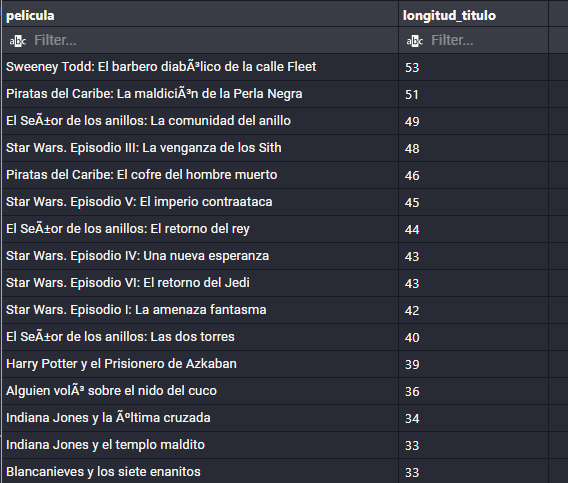 pelicula longitud_titulo
abc Filter... abc Filter...
Sweeney Todd: El barbero diabÃ³lico de la calle Fleet 53
Piratas del Caribe: La maldiciÃ³n de la Perla Negra 51
El SeÃ±or de los anillos: La comunidad del anillo 49
Star Wars. Episodio III: La venganza de los Sith 48
Piratas del Caribe: El cofre del hombre muerto 46
Star Wars. Episodio V: El imperio contraataca 45
El SeÃ±or de los anillos: El retorno del rey 44
Star Wars. Episodio IV: Una nueva esperanza 43
Star Wars. Episodio VI: El retorno del Jedi 43
Star Wars. Episodio I: La amenaza fantasma 42
El SeÃ±or de los anillos: Las dos torres 40
Harry Potter y el Prisionero de Azkaban 39
Alguien volÃ³ sobre el nido del cuco 36
Indiana Jones y la Ãºltima cruzada 34
Indiana Jones y el templo maldito 33
Blancanieves y los siete enanitos 33